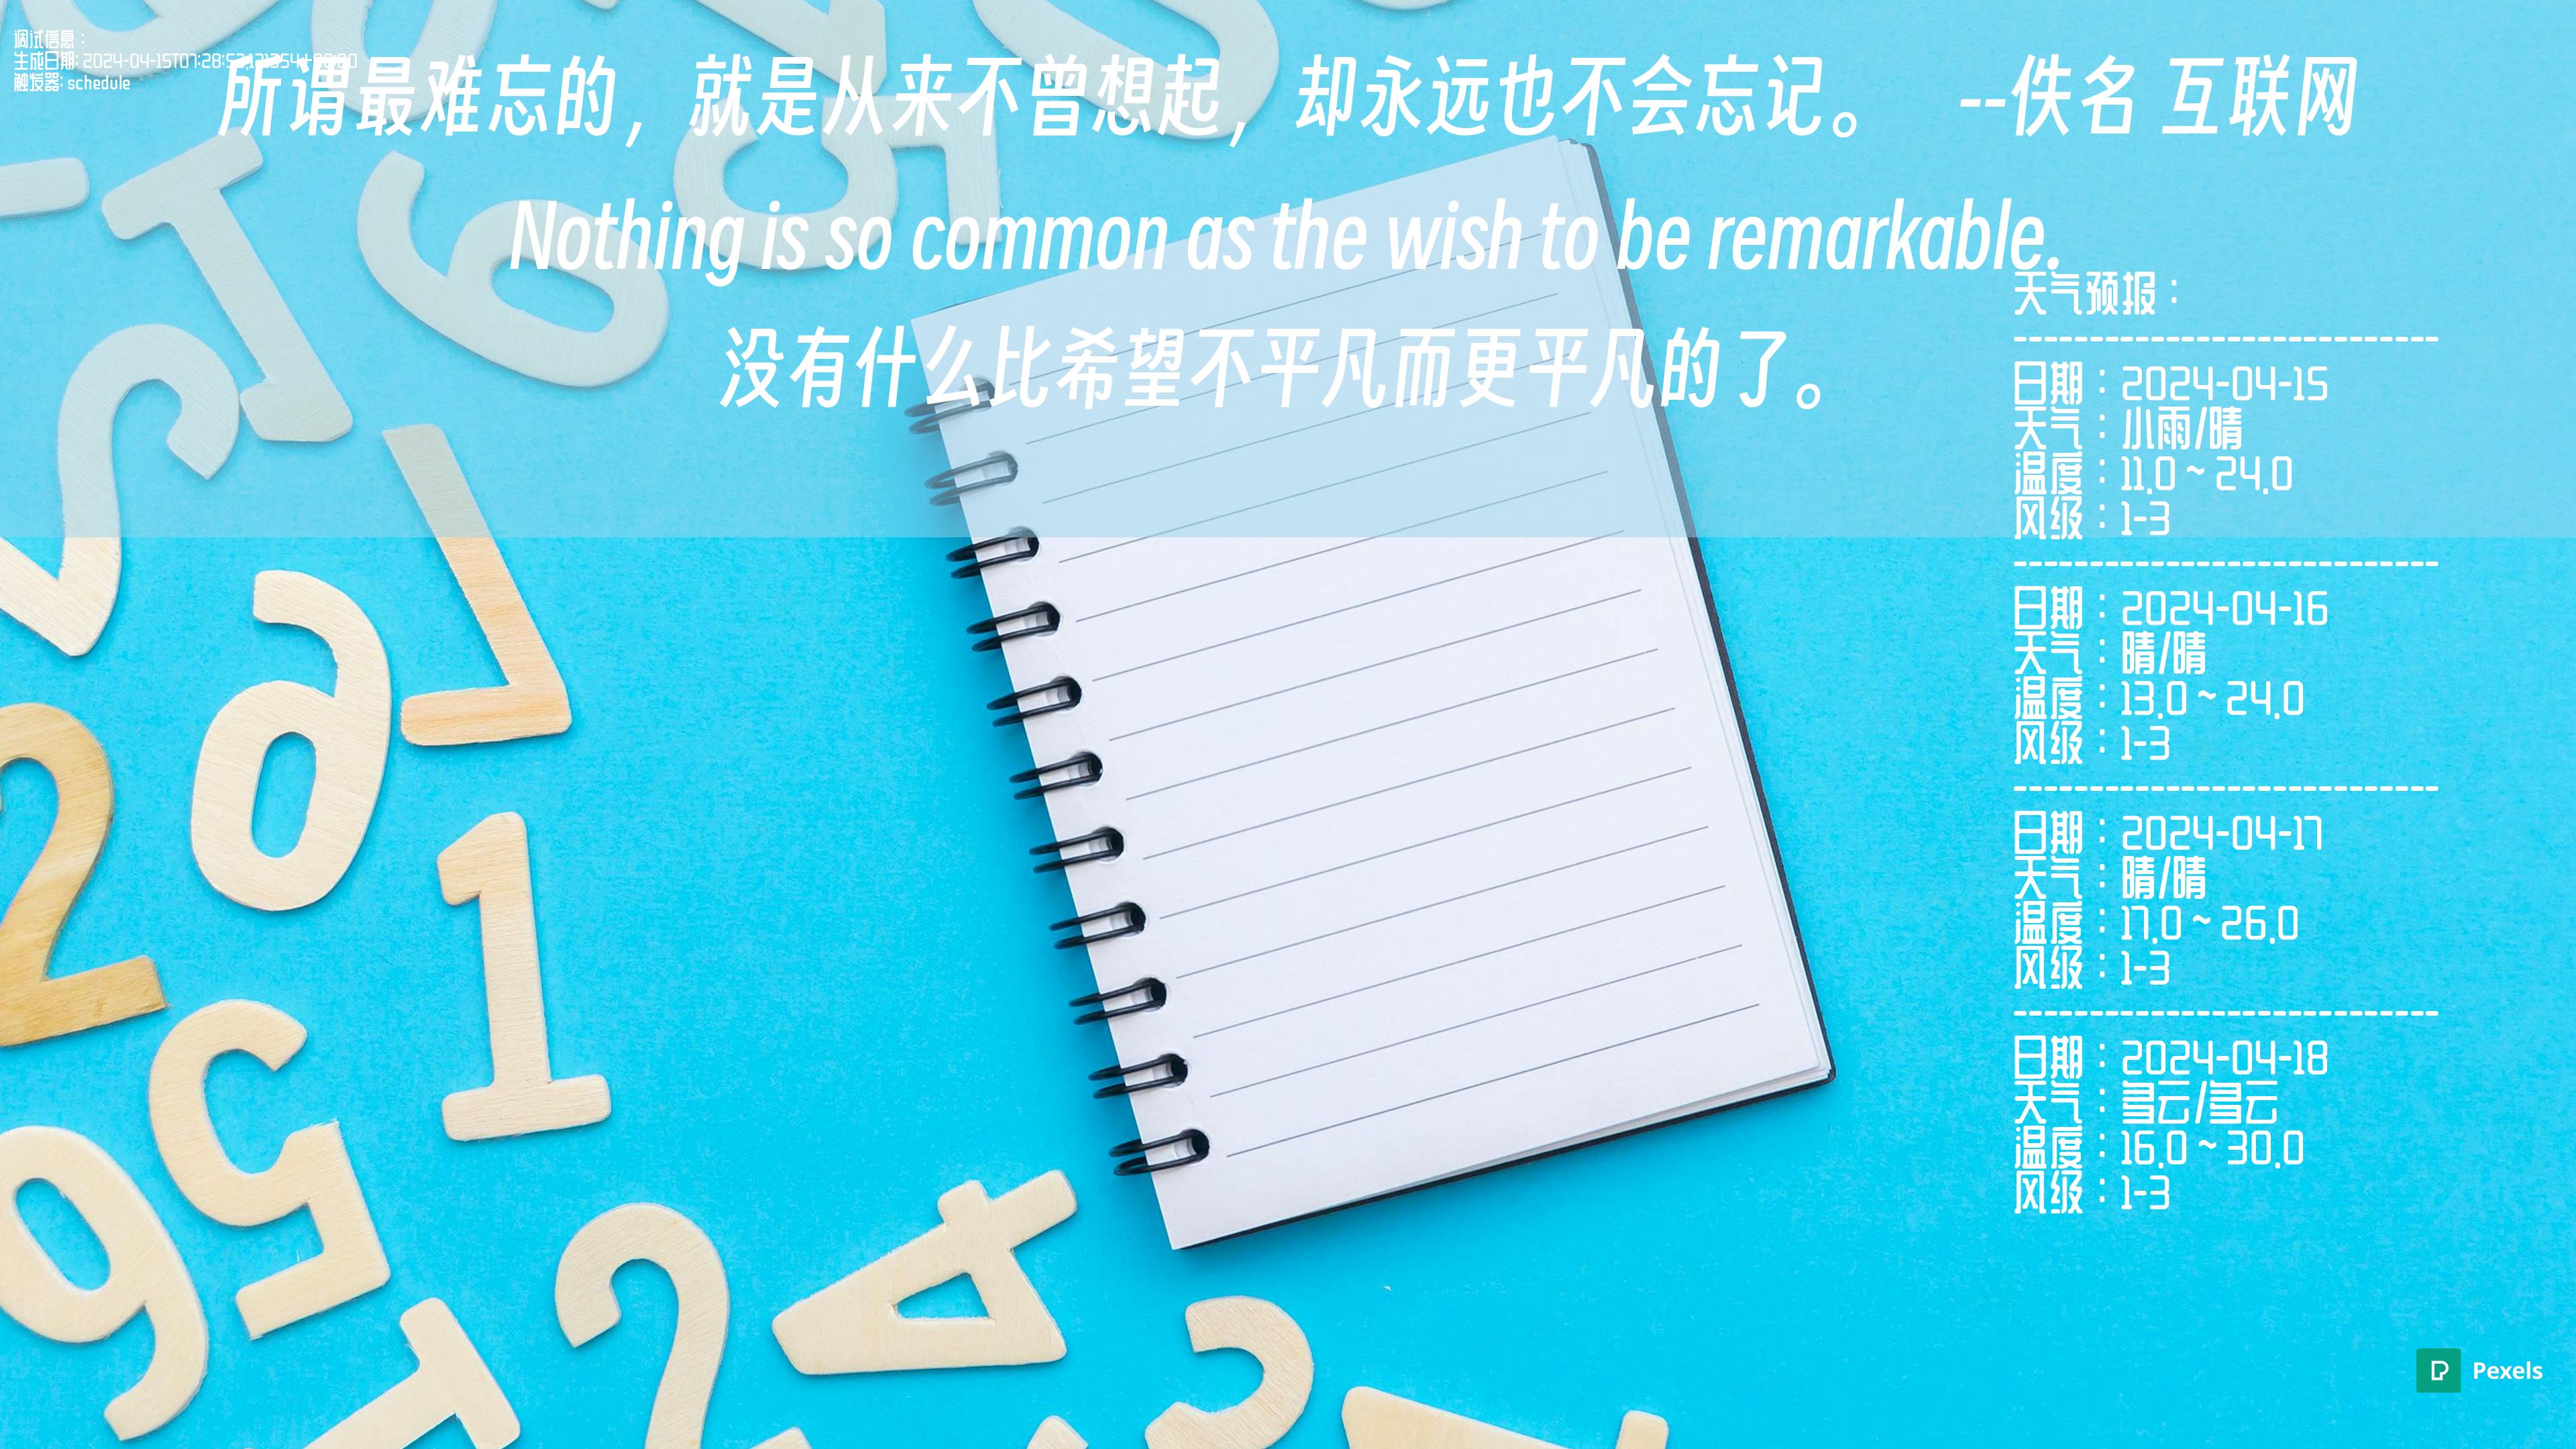 调试信息：
生成日期: 2024-04-15T07:28:52
触发器: schedule
所谓最难忘的，就是从来不曾想起，却永远也不会忘记。 --佚名 互联网
Nothing is so common as the wish to be remarkable.
没有什么比希望不平凡而更平凡的了。
天气预报：
----------------------------
日期：2024-04-15
天气：小雨/晴
温度：11.0 ~ 24.0
风级：1-3
----------------------------
日期：2024-04-16
天气：晴/晴
温度：13.0 ~ 24.0
风级：1-3
----------------------------
日期：2024-04-17
天气：晴/晴
温度：17.0 ~ 26.0
风级：1-3
----------------------------
日期：2024-04-18
天气：多云/多云
温度：16.0 ~ 30.0
风级：1-3
Pexels